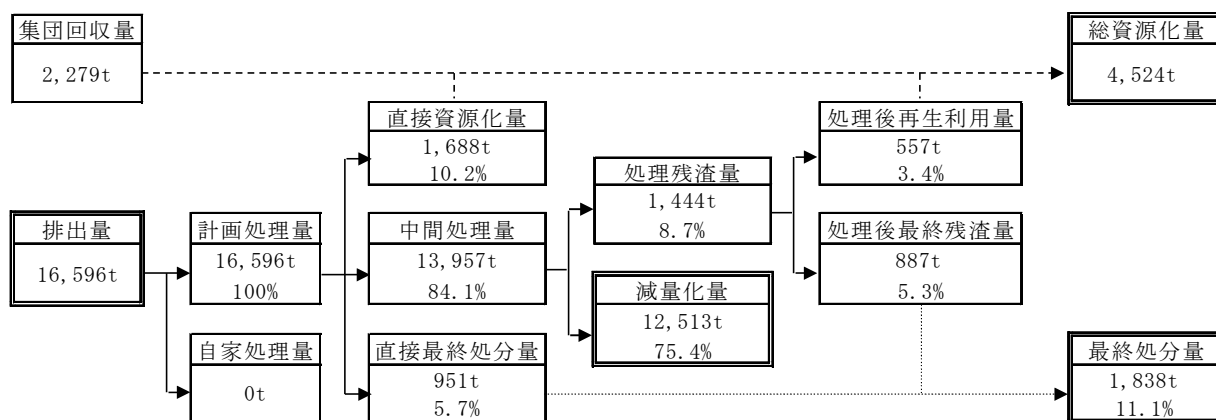 集団回収量
2,279t
総資源化量
4,524t
直接資源化量
1,688t
10.2%
処理後再生利用量
557t
3.4%
処理残渣量
1,444t
8.7%
排出量
16,596t
計画処理量
16,596t
100%
中間処理量
13,957t
84.1%
処理後最終残渣量
887t
5.3%
減量化量
12,513t
75.4%
自家処理量
0t
直接最終処分量
951t
5.7%
最終処分量
1,838t
11.1%